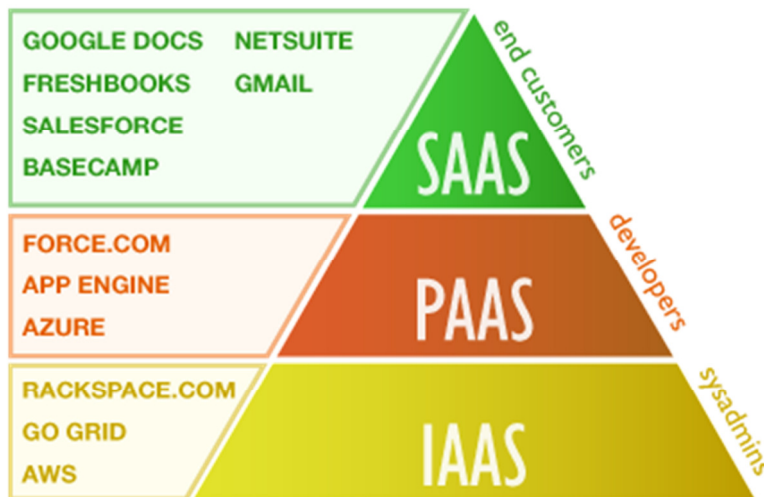 GOOGLE DOCS NETSUITE
FRESHBOOKS GMAIL
SALESFORCE
BASECAMP
SAAS
end customers
FORCE.COM
APP ENGINE
AZURE
PAAS
developers
RACKSPACE.COM
GO GRID
AWS
IAAS
sysadmins